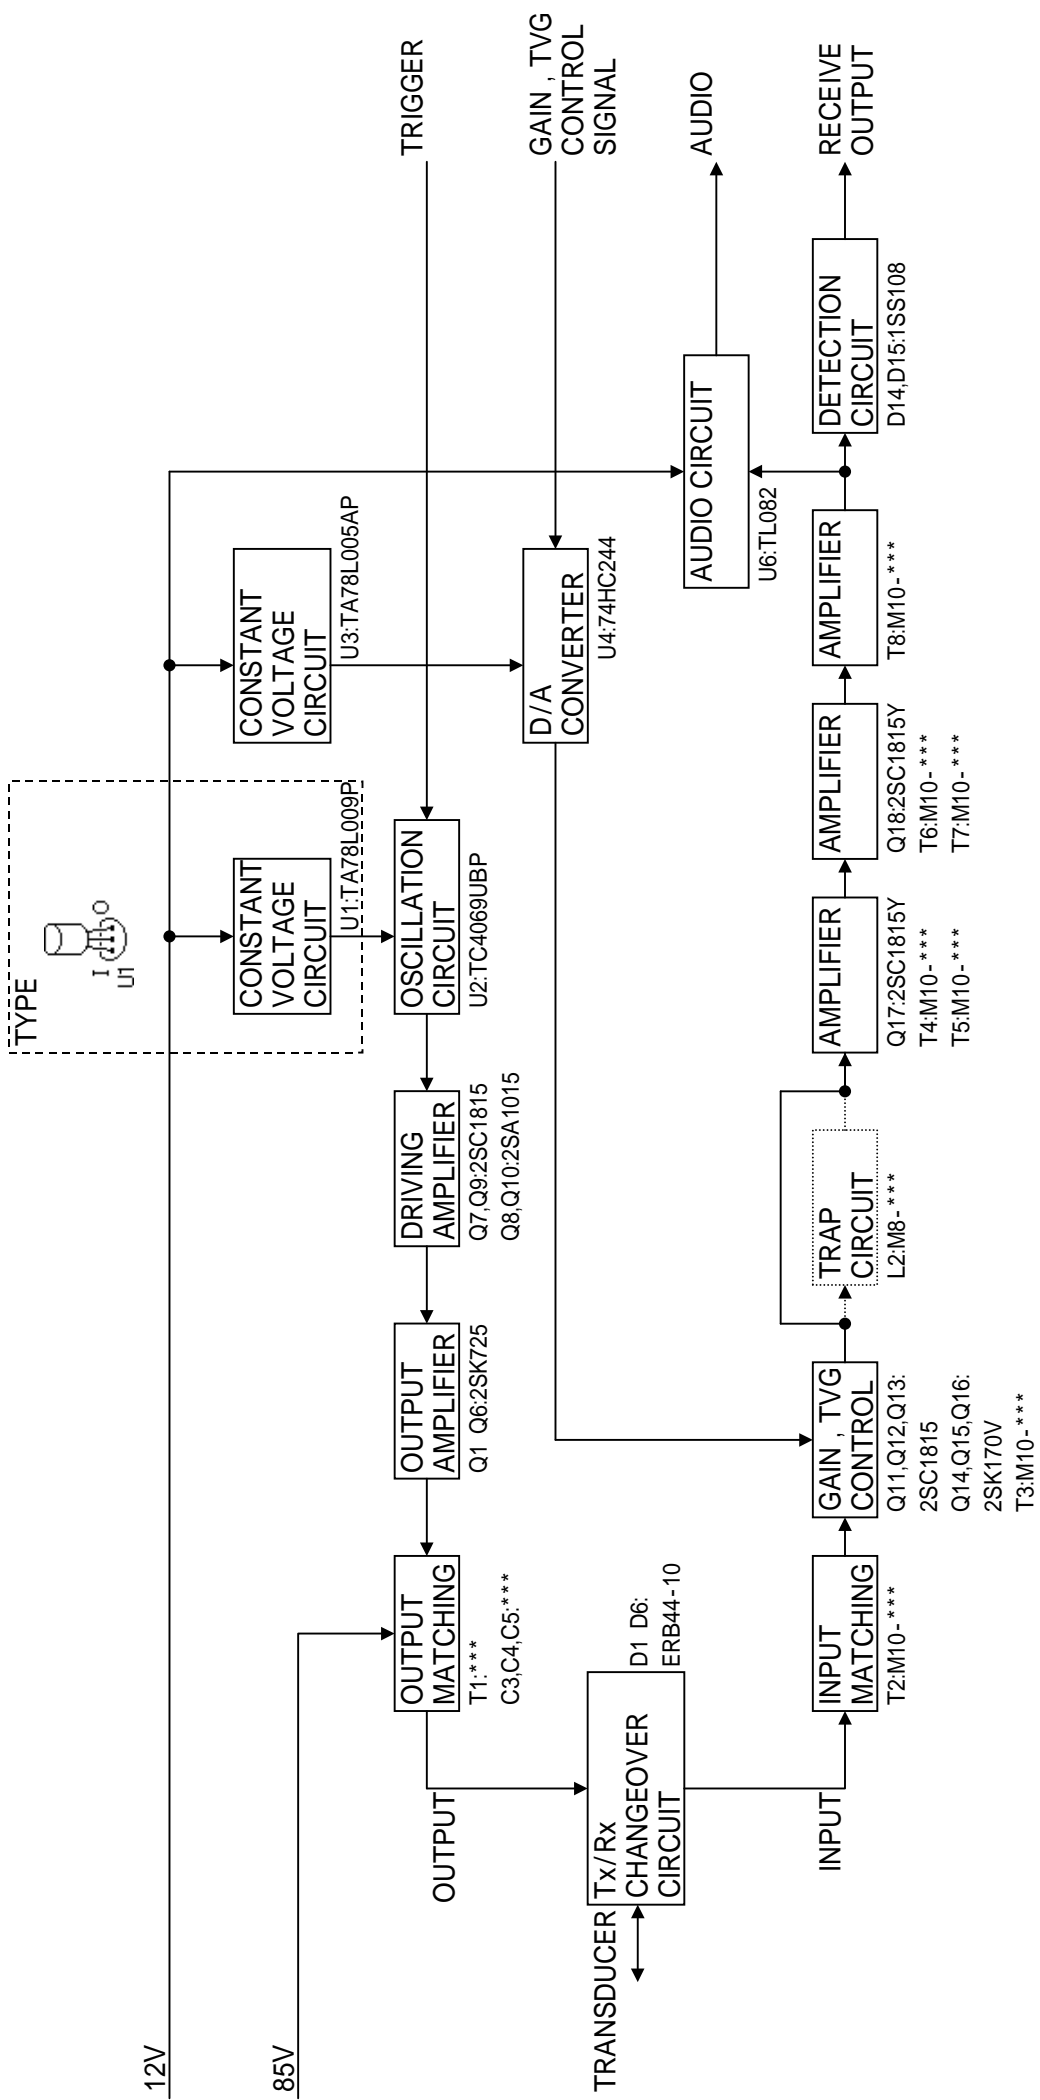 12V
85V
TYPE
I
O
U1
CONSTANT
VOLTAGE
CIRCUIT
U1:TA78L009P
CONSTANT
VOLTAGE
CIRCUIT
U3:TA78L005AP
TRIGGER
GAIN , TVG
CONTROL
SIGNAL
OUTPUT
MATCHING
T1:***
C3,C4,C5:***
OUTPUT
AMPLIFIER
Q1 Q6:2SK725
DRIVING
AMPLIFIER
Q7,Q9:2SC1815
Q8,Q10:2SA1015
OSCILLATION
CIRCUIT
U2:TC4069UBP
D/A
CONVERTER
U4:74HC244
OUTPUT
TRANSDUCER
Tx/Rx
CHANGEOVER
CIRCUIT
D1 D6:
ERB44-10
AUDIO CIRCUIT
U6:TL082
AUDIO
INPUT
INPUT
MATCHING
T2:M10-***
GAIN , TVG
CONTROL
Q11,Q12,Q13:
2SC1815
Q14,Q15,Q16:
2SK170V
T3:M10-***
TRAP
CIRCUIT
L2:M8-***
AMPLIFIER
Q17:2SC1815Y
T4:M10-***
T5:M10-***
AMPLIFIER
Q18:2SC1815Y
T6:M10-***
T7:M10-***
AMPLIFIER
T8:M10-***
DETECTION
CIRCUIT
D14,D15:1SS108
RECEIVE
OUTPUT